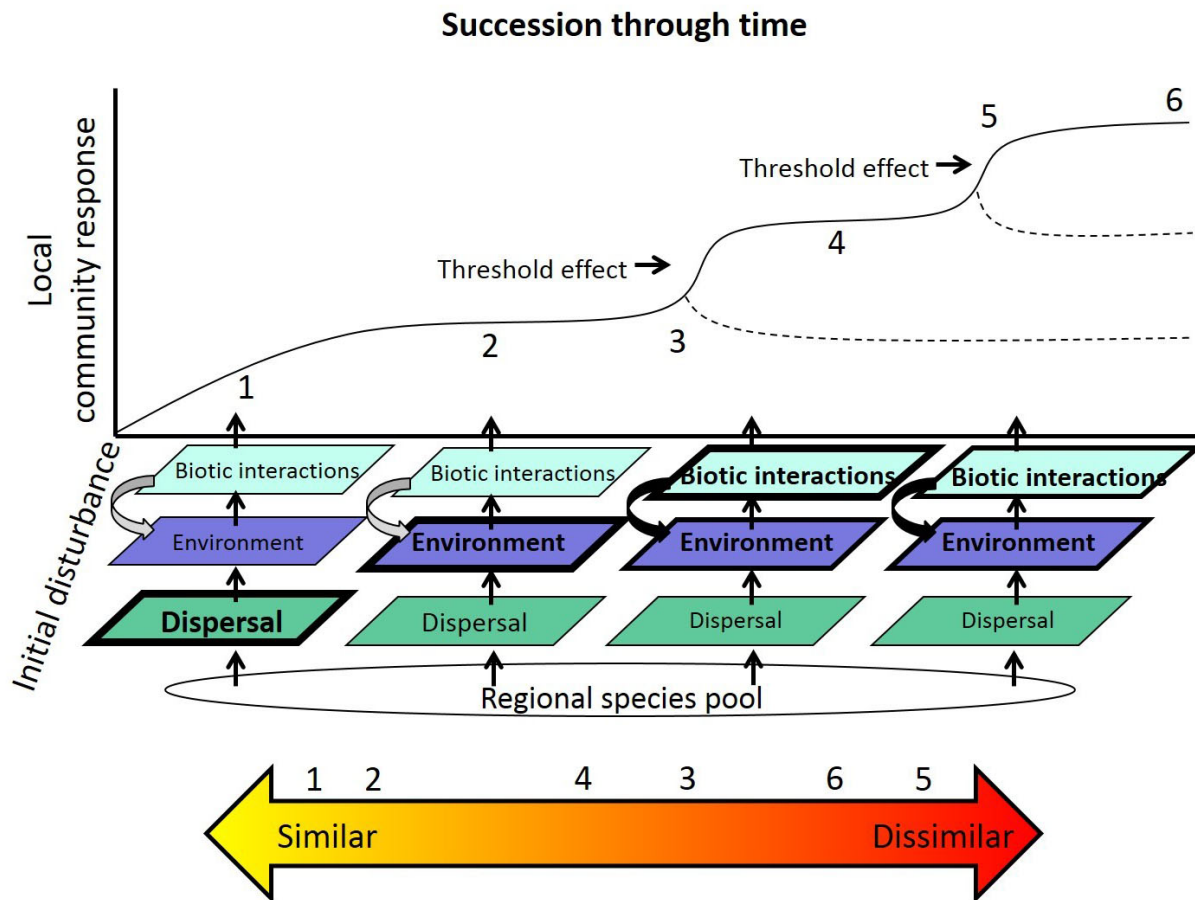 Succession through time
Local
community response
1
2
3
4
5
6
Threshold effect
Threshold effect
Initial disturbance
Biotic interactions
Biotic interactions
Biotic interactions
Biotic interactions
Environment
Environment
Environment
Environment
Dispersal
Dispersal
Dispersal
Dispersal
Regional species pool
1 2 4 3 6 5
Similar Dissimilar